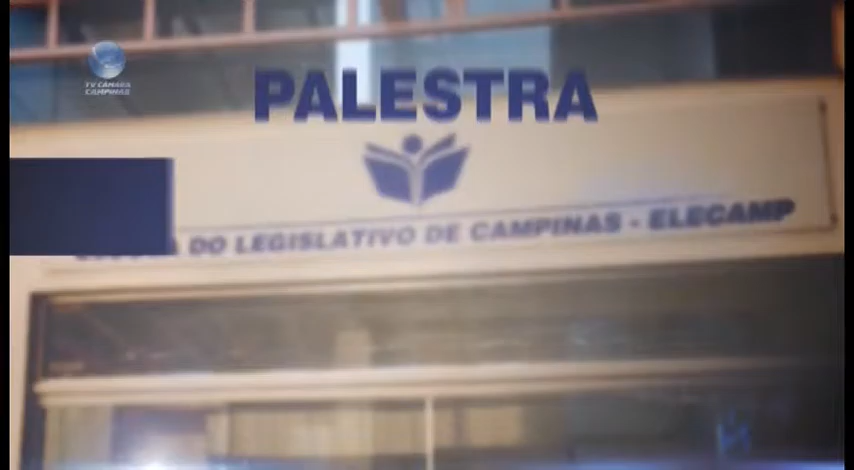 TV CÂMARA
CAMPINAS
PALESTRA
DO LEGISLATIVO DE CAMPINAS - ELECAMP